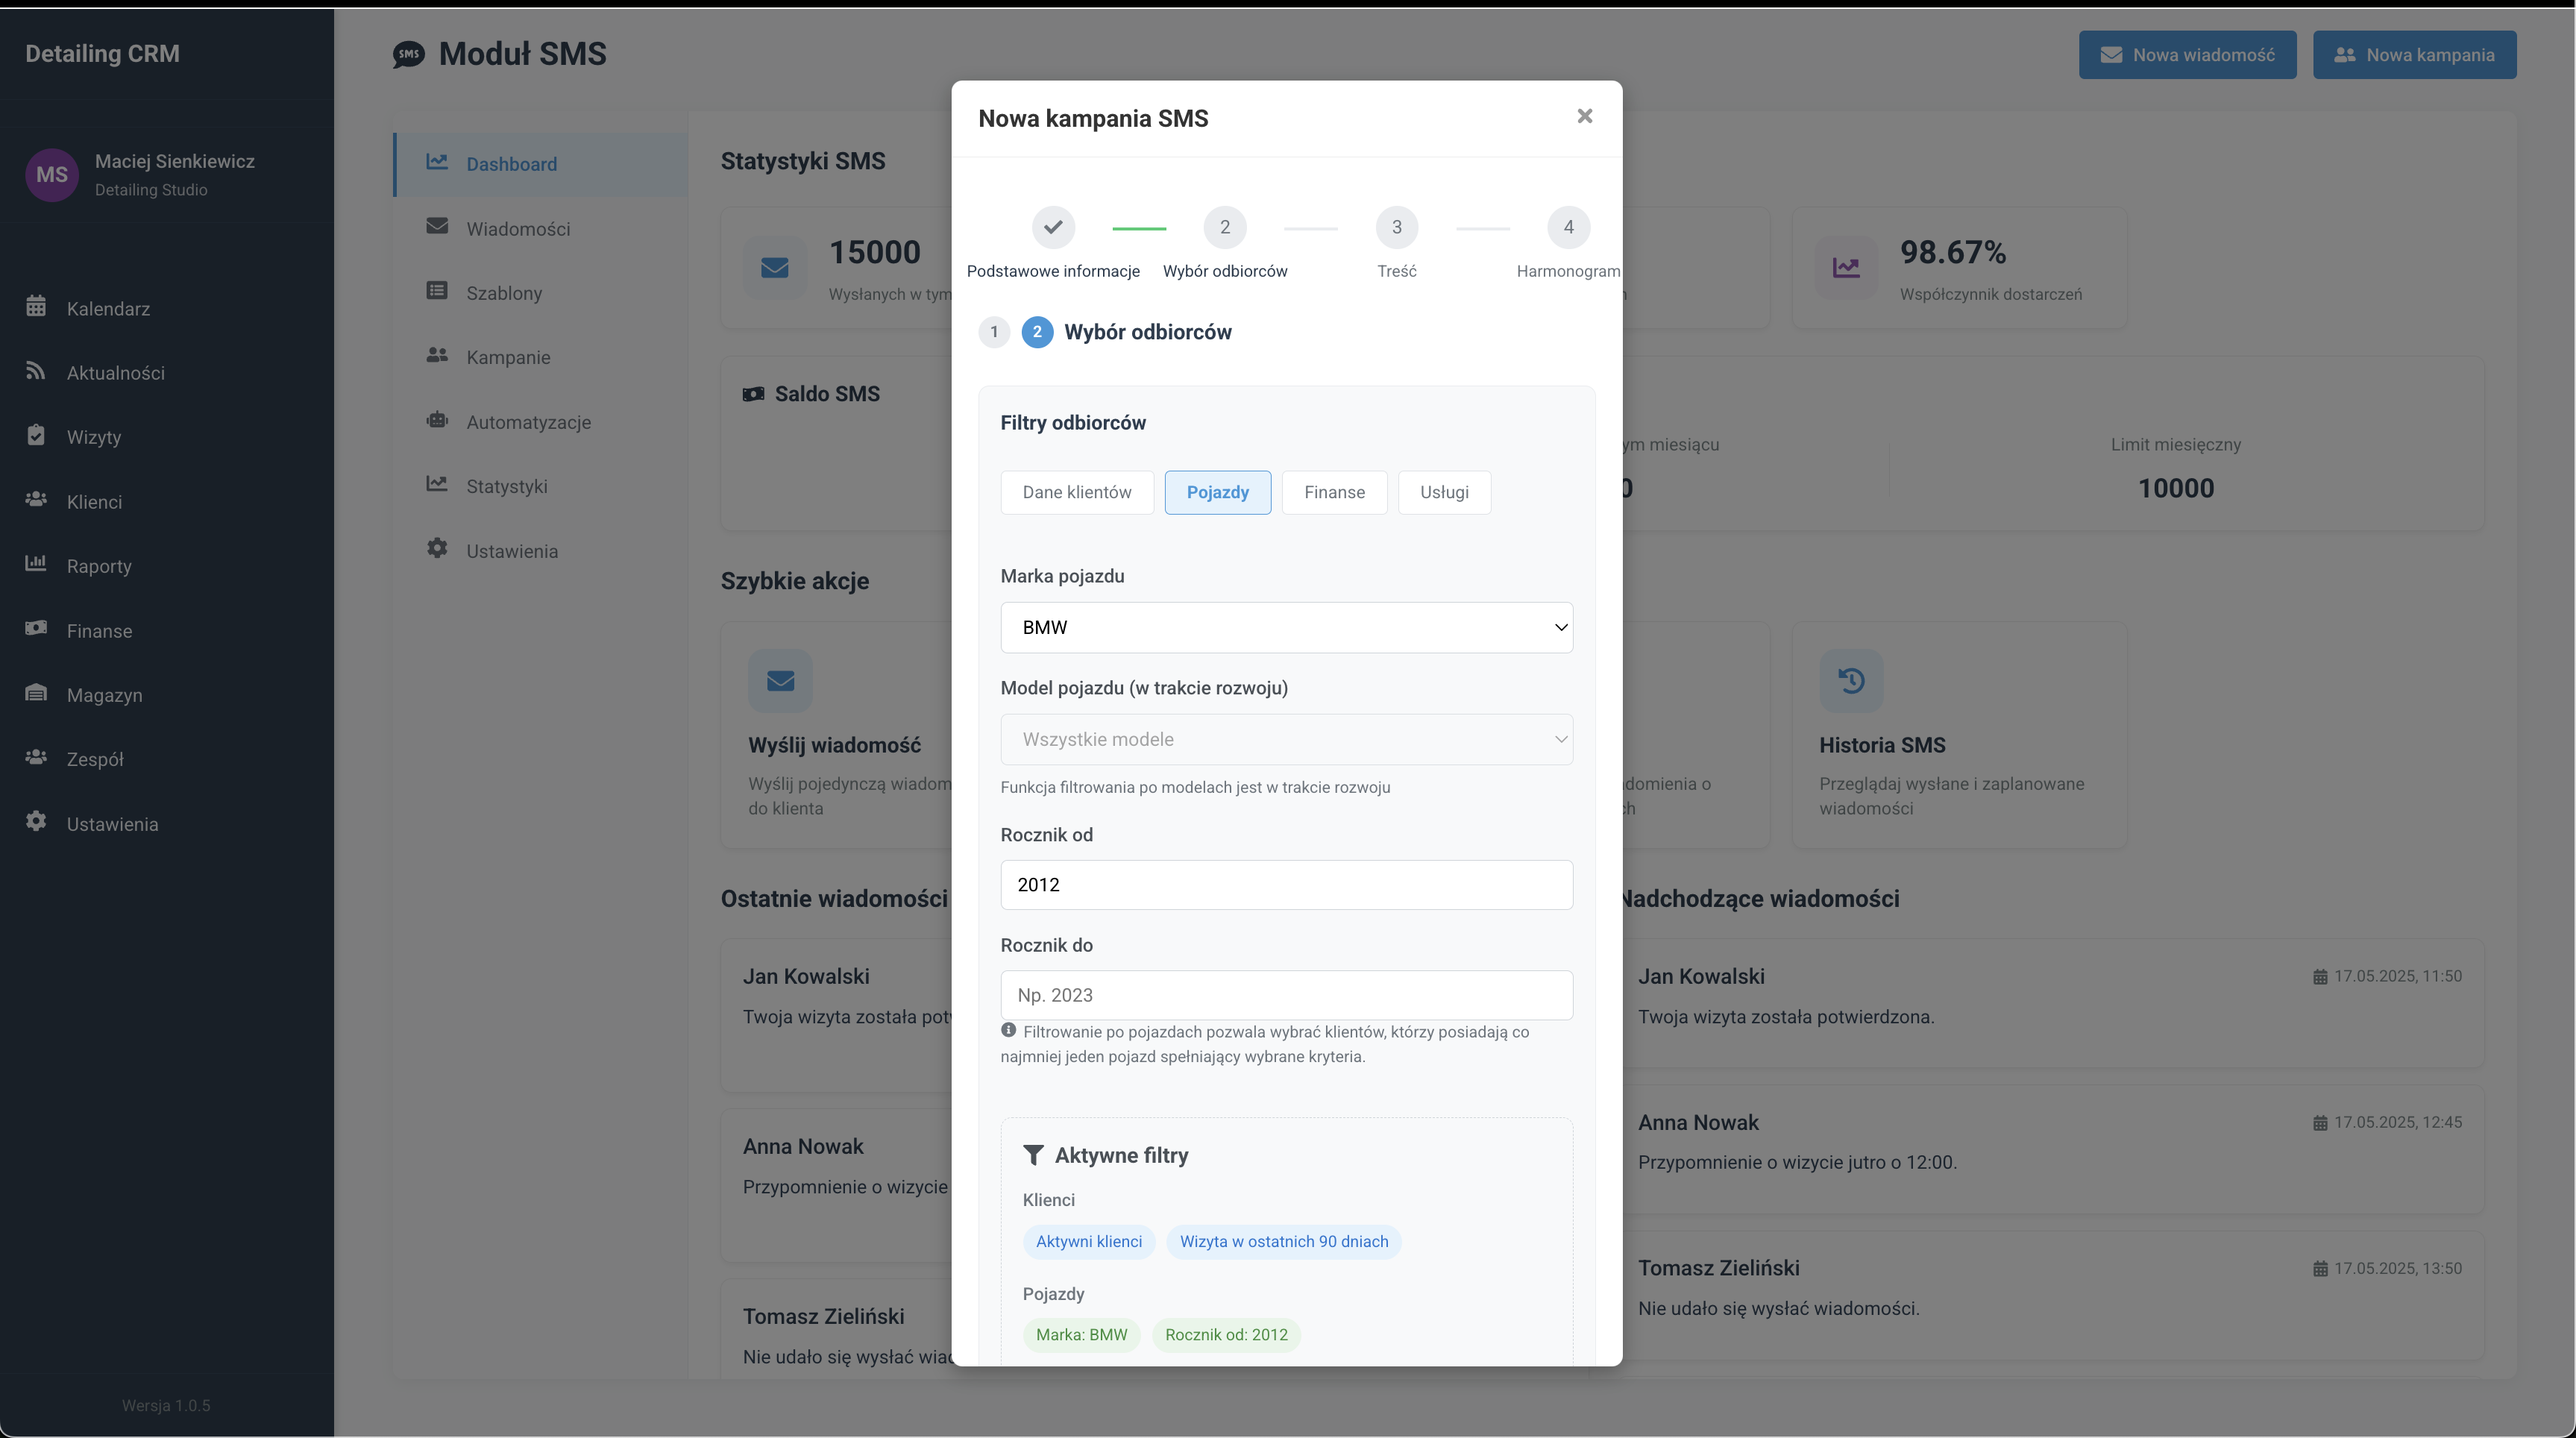 Detailing CRM
MS
Maciej Sienkiewicz
Detailing Studio
Kalendarz
Aktualności
Wizyty
Klienci
Raporty
Finanse
Magazyn
Zespół
Ustawienia
Wersja 1.0.5
SMS
Moduł SMS
Nowa wiadomość
Nowa kampania
Dashboard
Wiadomości
Szablony
Kampanie
Automatyzacje
Statystyki
Ustawienia
Statystyki SMS
15000
Wysłanych w tym
98.67%
Współczynnik dostarczeń
Saldo SMS
ym miesiącu
Limit miesięczny
10000
Szybkie akcje
Wyślij wiadomość
Wyślij pojedynczą wiadom
do klienta
domienia o
ch
Historia SMS
Przeglądaj wysłane i zaplanowane
wiadomości
Ostatnie wiadomości
Jan Kowalski
Twoja wizyta została potw
Anna Nowak
Przypomnienie o wizycie
Tomasz Zieliński
Nie udało się wysłać wiad
Nadchodzące wiadomości
Jan Kowalski
17.05.2025, 11:50
Twoja wizyta została potwierdzona.
Anna Nowak
17.05.2025, 12:45
Przypomnienie o wizycie jutro o 12:00.
Tomasz Zieliński
17.05.2025, 13:50
Nie udało się wysłać wiadomości.
Nowa kampania SMS
2
3
4
Podstawowe informacje
Wybór odbiorców
Treść
Harmonogram
1
2
Wybór odbiorców
Filtry odbiorców
Dane klientów
Pojazdy
Finanse
Usługi
Marka pojazdu
BMW
Model pojazdu (w trakcie rozwoju)
Wszystkie modele
Funkcja filtrowania po modelach jest w trakcie rozwoju
Rocznik od
2012
Rocznik do
Np. 2023
Filtrowanie po pojazdach pozwala wybrać klientów, którzy posiadają co
najmniej jeden pojazd spełniający wybrane kryteria.
Aktywne filtry
Klienci
Aktywni klienci
Wizyta w ostatnich 90 dniach
Pojazdy
Marka: BMW
Rocznik od: 2012